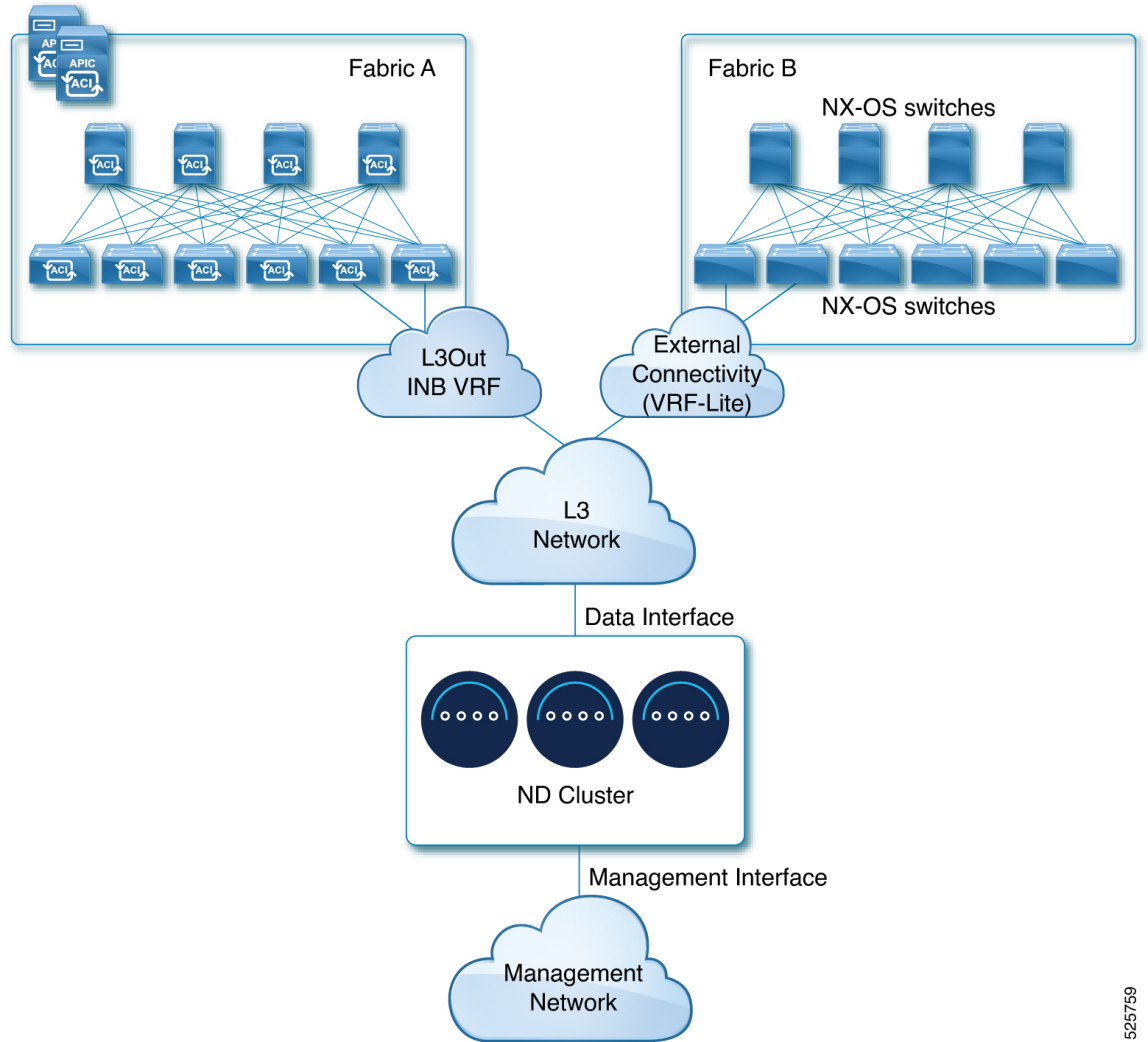 Fabric A
AP
APIC
ACI
Fabric B
NX-OS switches
ACI
ACI
ACI
ACI
ACI
ACI
ACI
ACI
ACI
ACI
NX-OS switches
L3Out
INB VRF
External
Connectivity
(VRF-Lite)
L3
Network
Data Interface
ND Cluster
Management Interface
Management
Network
525759